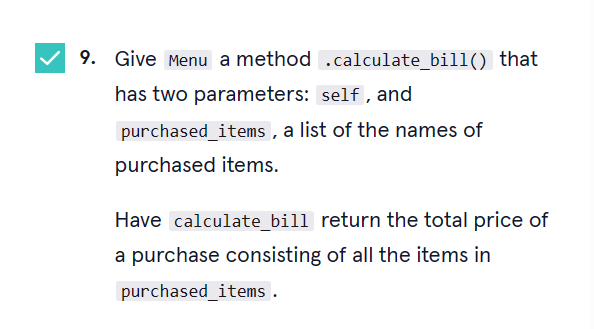 9. Give Menu a method .calculate_bill() that
has two parameters: self, and
purchased_items, a list of the names of
purchased items.
Have calculate_bill return the total price of
a purchase consisting of all the items in
purchased_items.